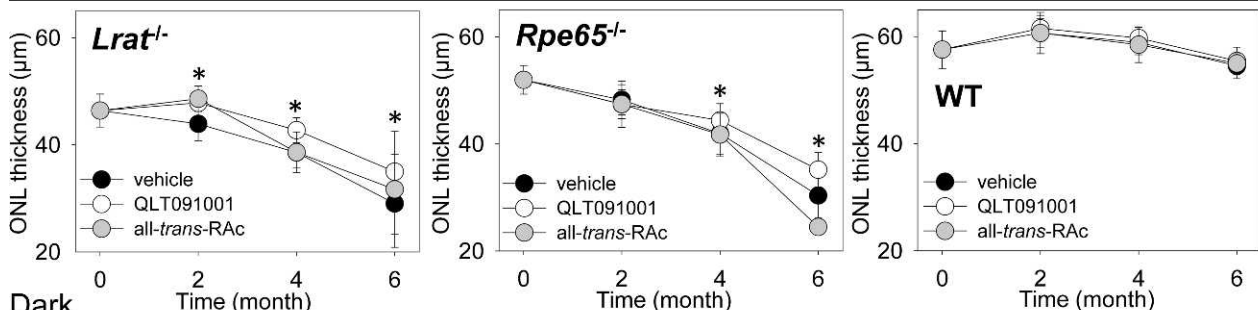 60
40
20
ONL thickness (μm)
Lrat-/-
*
*
*
vehicle
QLT091001
all-trans-RAc
0
2
4
6
Time (month)
60
40
20
ONL thickness (μm)
Rpe65-/-
*
*
vehicle
QLT091001
all-trans-RAc
0
2
4
6
Time (month)
60
40
20
ONL thickness (μm)
WT
vehicle
QLT091001
all-trans-RAc
0
2
4
6
Time (month)
Dark